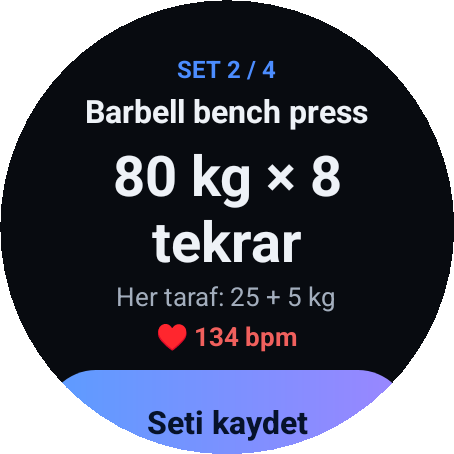 SET 2 / 4
Barbell bench press
80 kg × 8
tekrar
Her taraf: 25 + 5 kg
❤️ 134 bpm
Seti kaydet